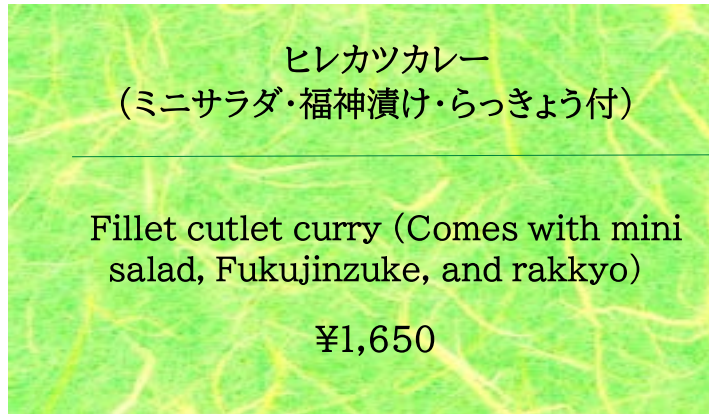 ヒレカツカレー
（ミニサラダ・福神漬け・らっきょう付）
Fillet cutlet curry (Comes with mini
salad, Fukujinzuke, and rakkyo）
¥1,650